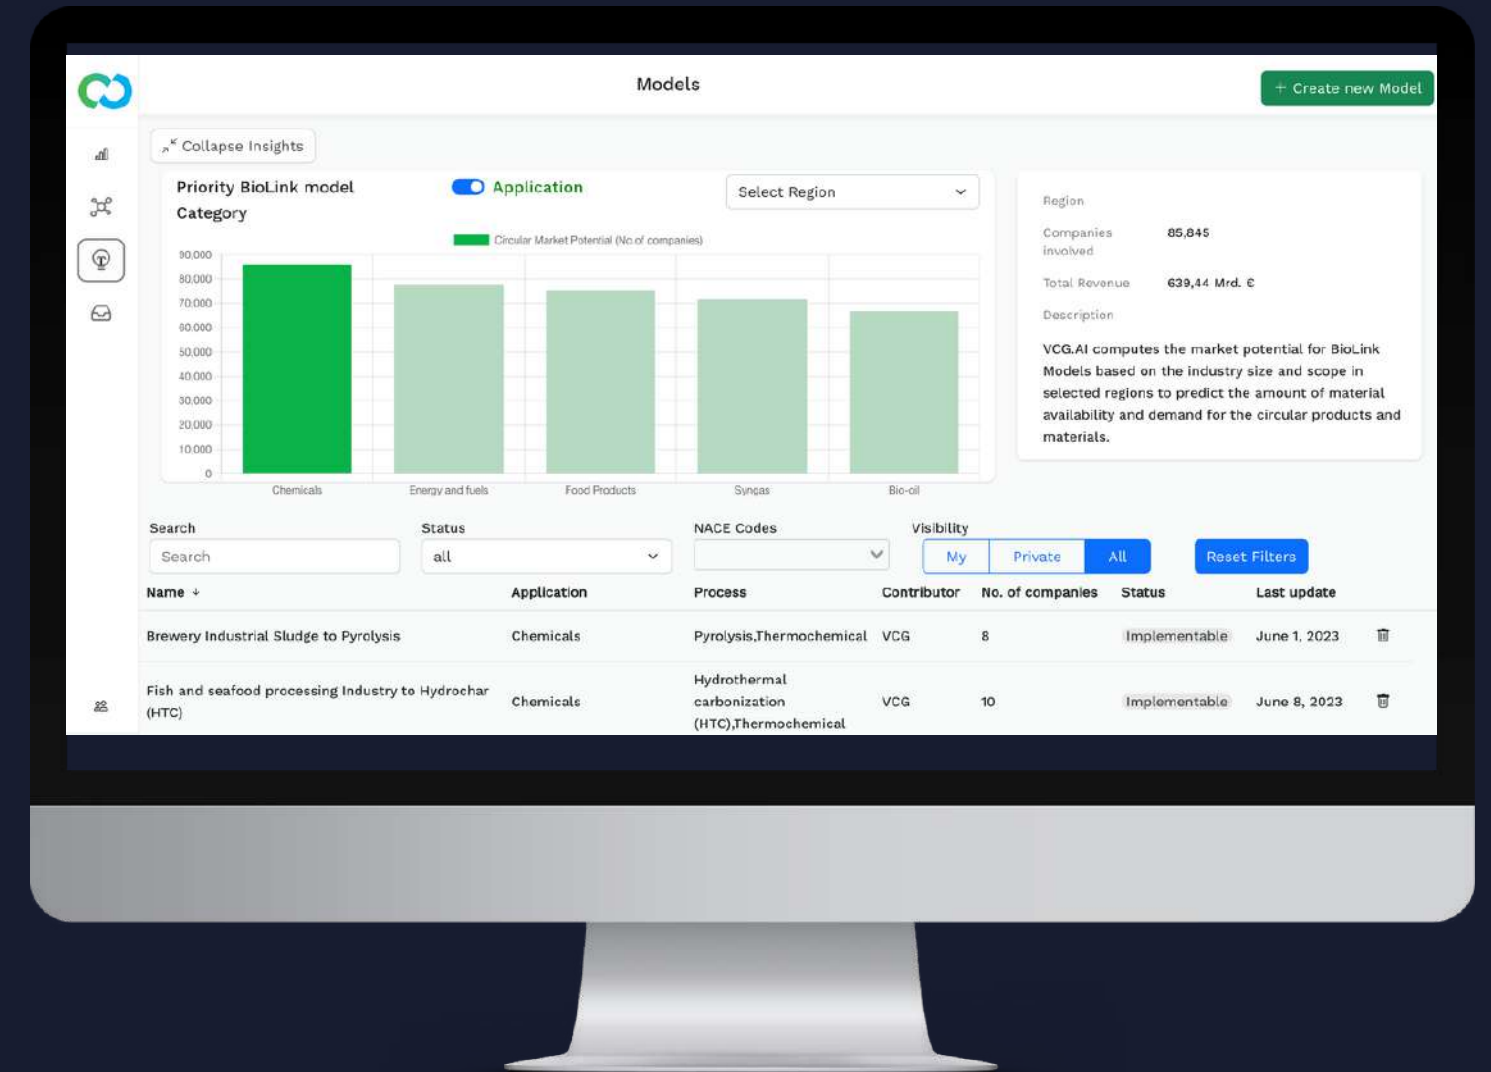 Models
+ Create new Model
Collapse Insights
Priority BioLink model
Category
Application
Select Region
Circular Market Potential (No.of companies)
90.000
80.000
70.000
60.000
50.000
40.000
30.000
20.000
10.000
0
Chemicals
Energy and fuels
Food Products
Syngas
Bio-oil
Region
Companies
involved
85,845
Total Revenue
639,44 Mrd. €
Description
VCG.AI computes the market potential for BioLink
Models based on the industry size and scope in
selected regions to predict the amount of material
availability and demand for the circular products and
materials.
Search
Status
NACE Codes
Visibility
Search
all
My
Private
All
Reset Filters
Name ↓
Application
Process
Contributor
No. of companies
Status
Last update
Brewery Industrial Sludge to Pyrolysis
Chemicals
Pyrolysis,Thermochemical
VCG
8
Implementable
June 1, 2023
Fish and seafood processing Industry to Hydrochar
(HTC)
Chemicals
Hydrothermal
carbonization
(HTC),Thermochemical
VCG
10
Implementable
June 8, 2023